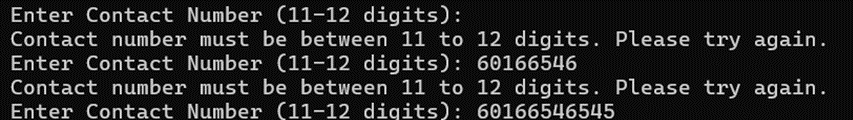 Enter Contact Number (11-12 digits):
Contact number must be between 11 to 12 digits. Please try again.
Enter Contact Number (11-12 digits): 60166546
Contact number must be between 11 to 12 digits. Please try again.
Enter Contact Number (11-12 digits): 60166546545